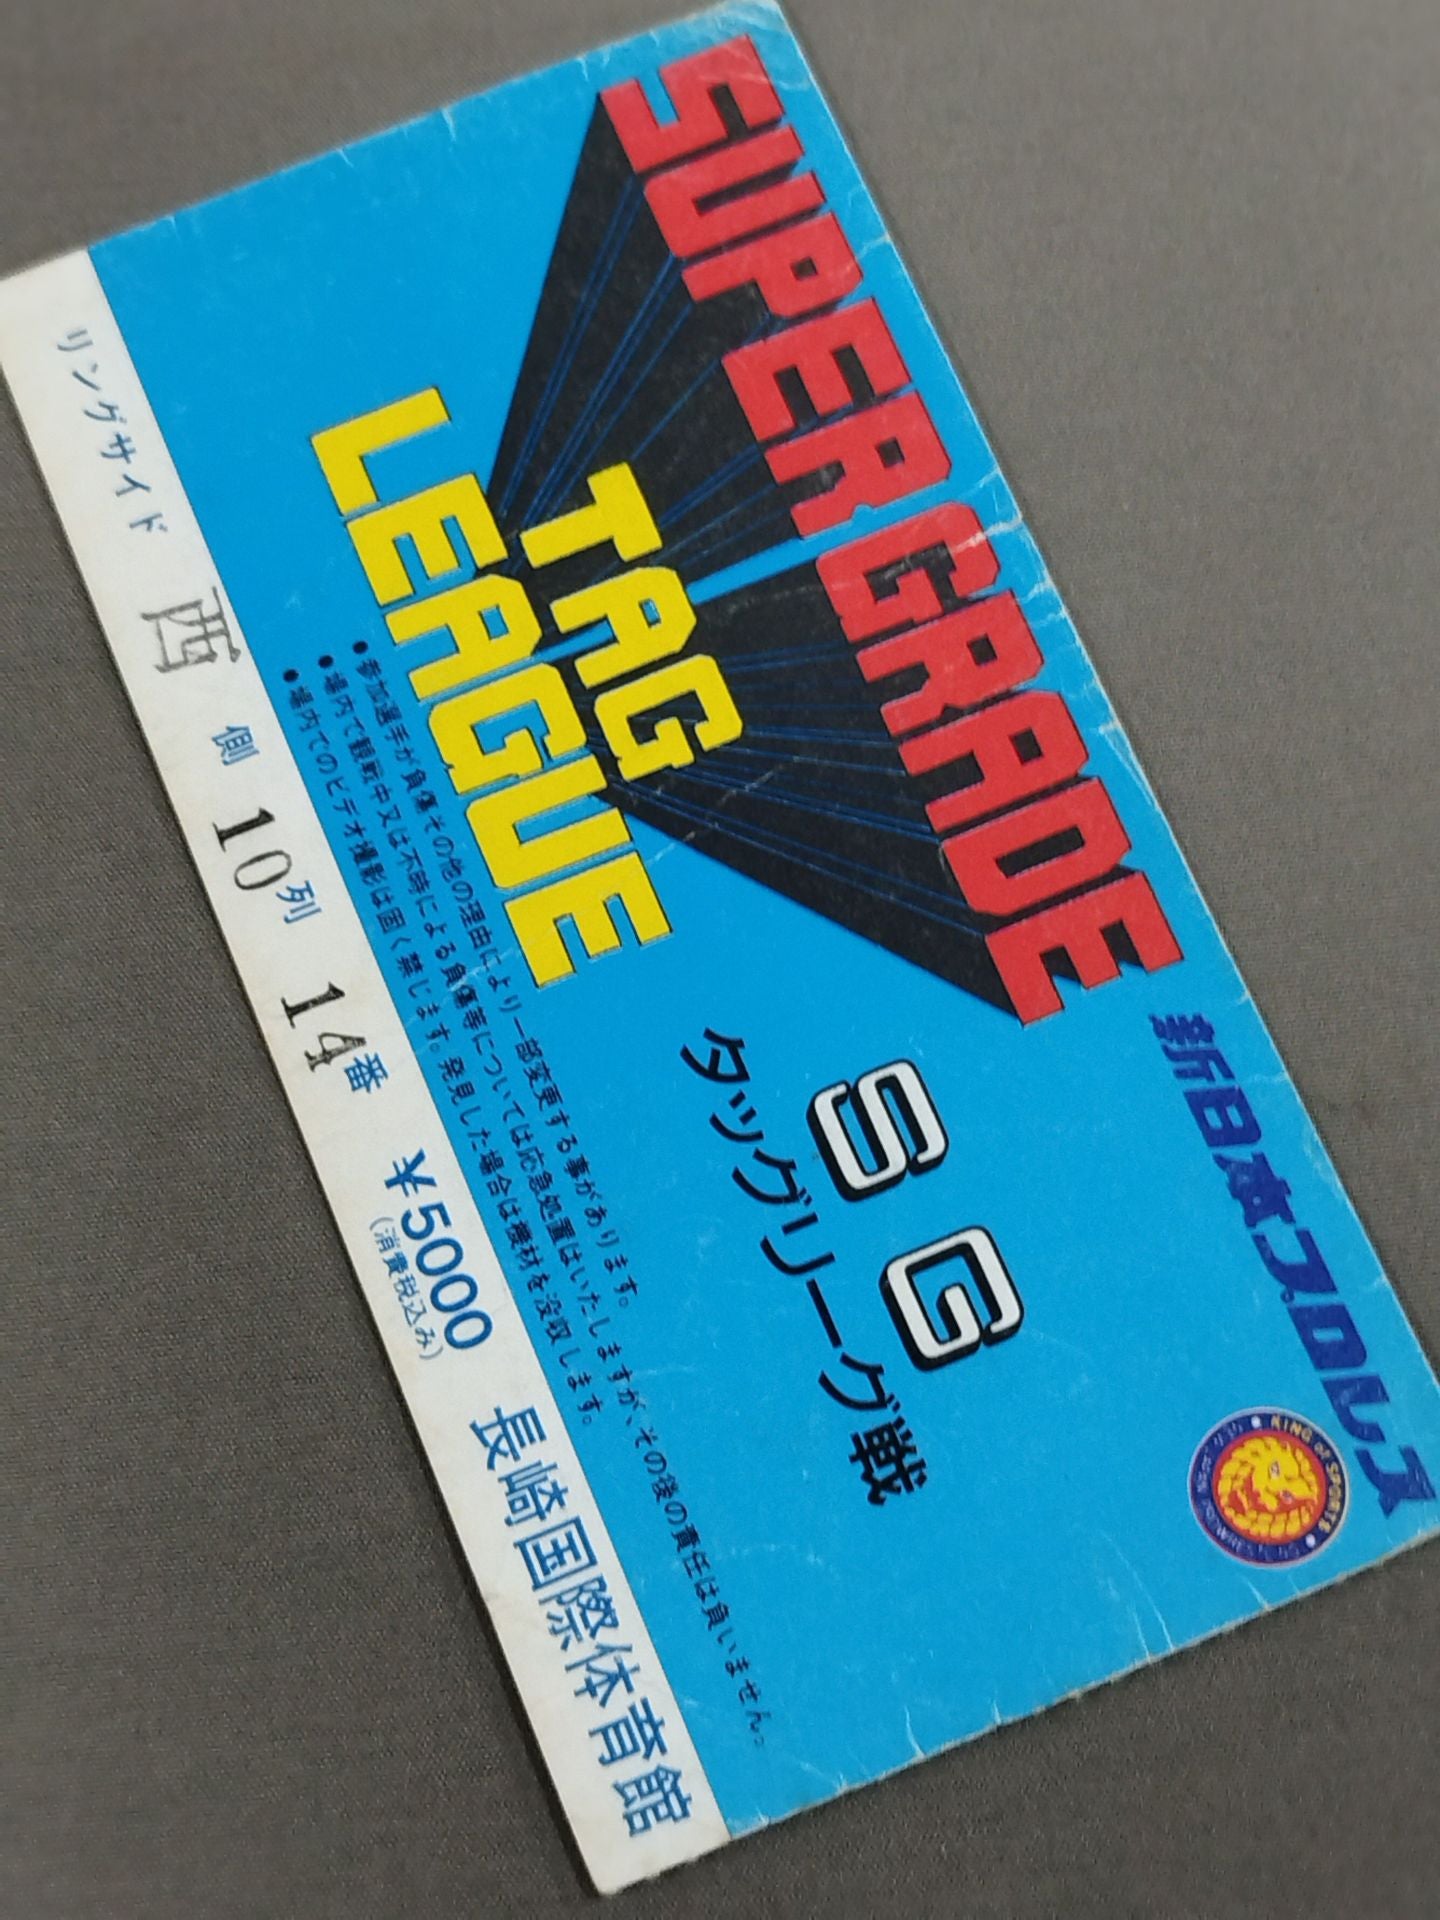 SUPER GRADE
TAG
LEAGUE
新日本プロレス
KING of SPORTS
SG
タッグリーグ戦
●参加選手が負傷その他の理由により一部変更する事があります。
●場内で観戦中又は不時による負傷等については応急処置はいたしますが、その後の責任は負いません。
●場内でのビデオ撮影は固く禁じます。発見した場合は機材を没収します。
リングサイド 西側 10列 14番 ¥5000 長崎国際体育館
(消費税込み)